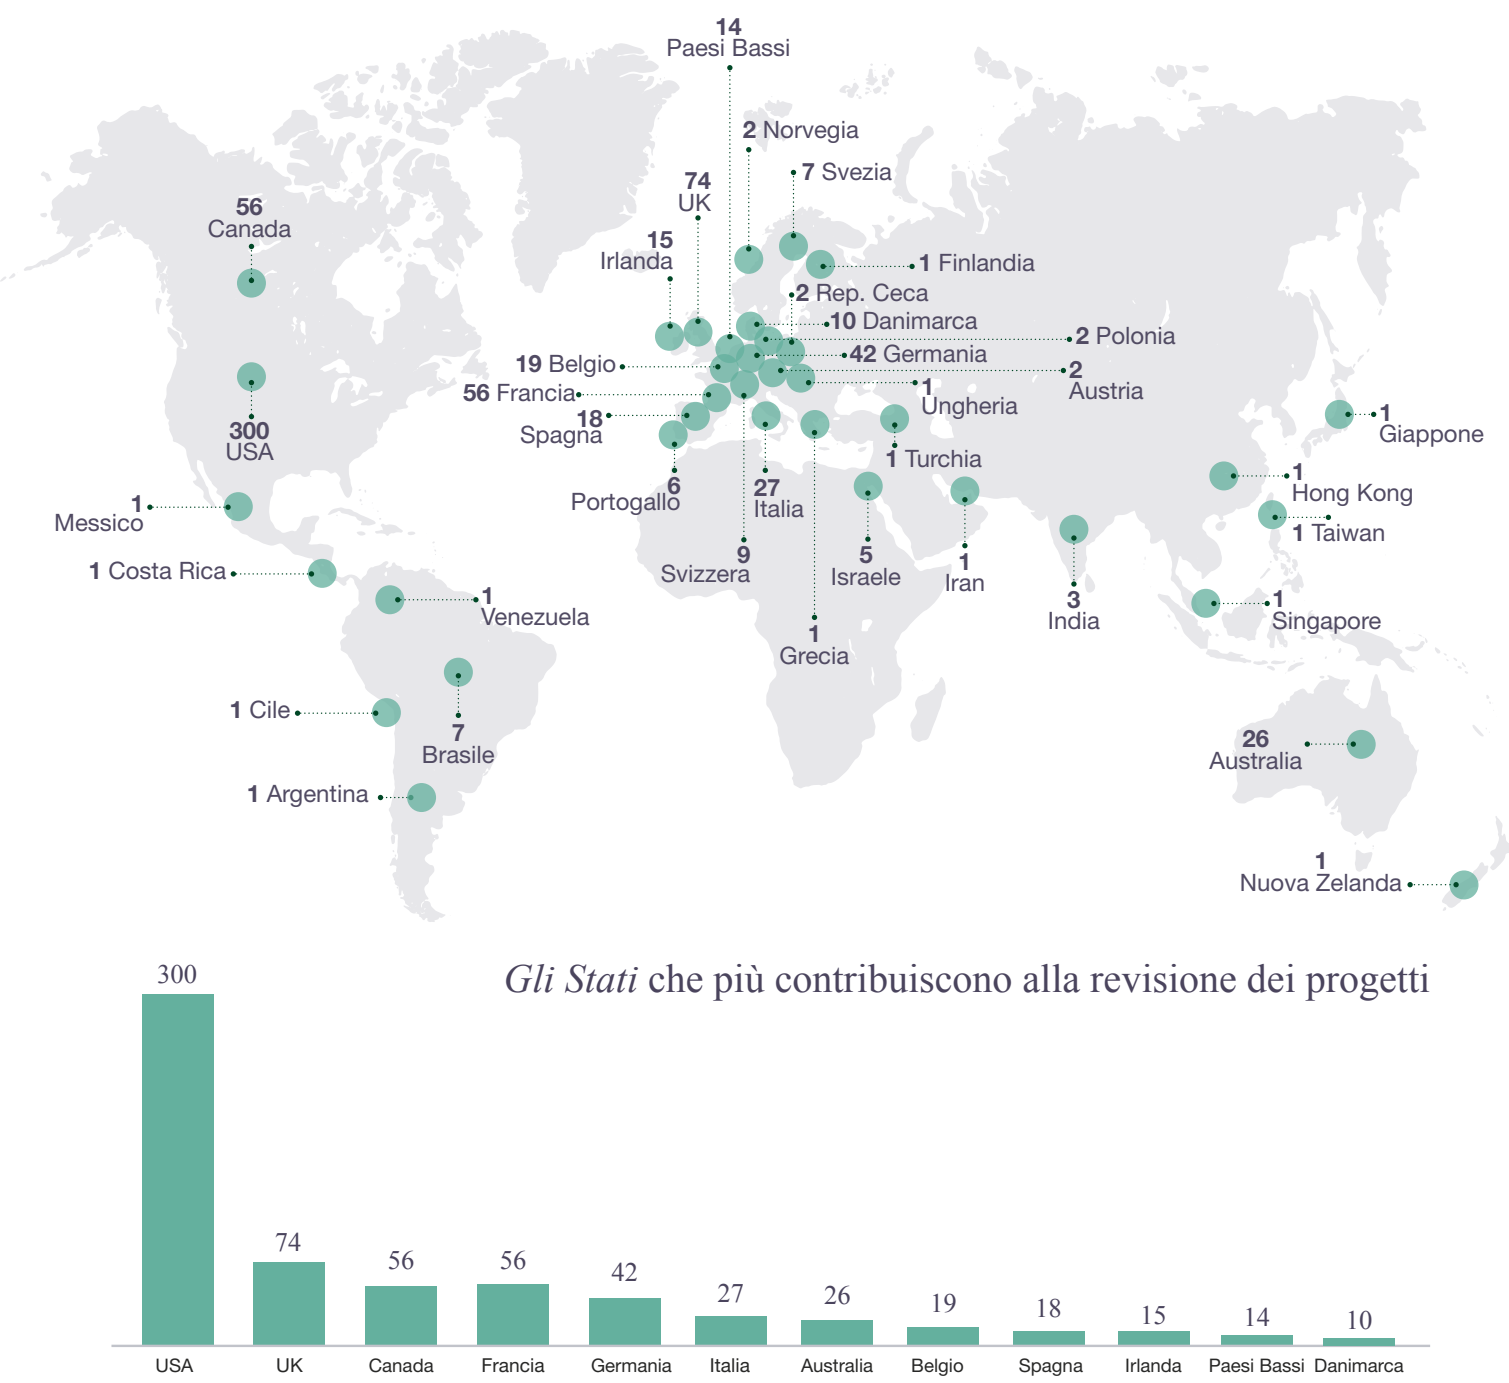 14
Paesi Bassi
2 Norvegia
7 Svezia
74
UK
56
Canada
15
Irlanda
1 Finlandia
2 Rep. Ceca
10 Danimarca
2 Polonia
42 Germania
19 Belgio
2
Austria
56 Francia
1
Ungheria
18
Spagna
1
Giappone
300
USA
1 Turchia
1
Hong Kong
6
Portogallo
27
Italia
1
Messico
1 Taiwan
9
Svizzera
5
Israele
1
Iran
1 Costa Rica
1
Venezuela
3
India
1
Singapore
1
Grecia
1 Cile
7
Brasile
26
Australia
1 Argentina
1
Nuova Zelanda
Gli Stati che più contribuiscono alla revisione dei progetti
300
74
56
56
42
27
26
19
18
15
14
10
USA
UK
Canada
Francia
Germania
Italia
Australia
Belgio
Spagna
Irlanda
Paesi Bassi
Danimarca